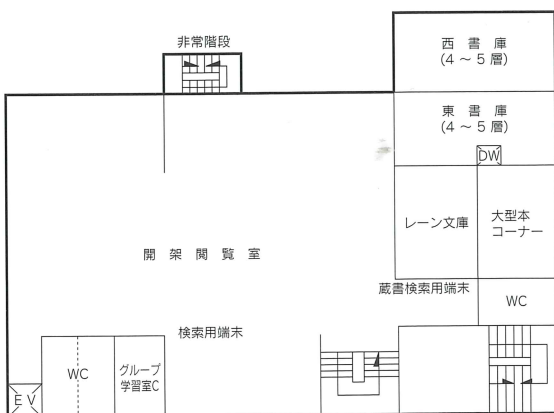 非常階段
西書庫
(4～5層)
東書庫
(4～5層)
DW
レーン文庫
大型本
コーナー
開架閲覧室
蔵書検索用端末
WC
検索用端末
WC
グループ
学習室C
EV